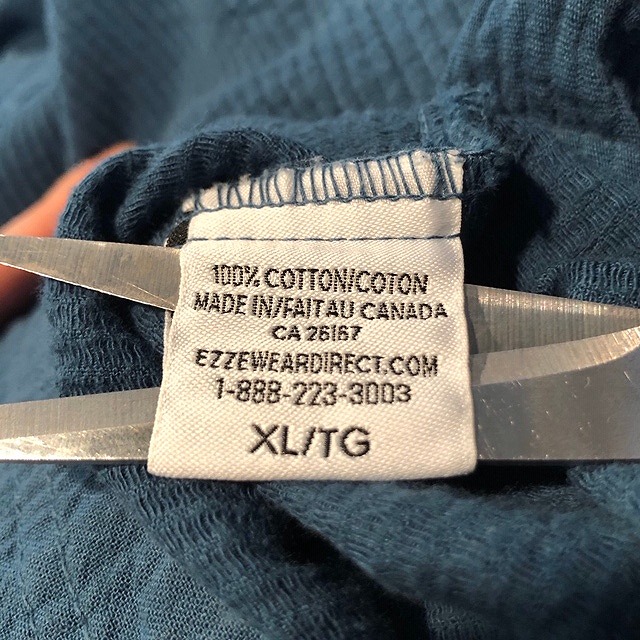 100% COTTON/COTON
MADE IN/FAIT AU CANADA
CA 26167
EZZEWEARDIRECT.COM
1-888-223-3003
XL/TG